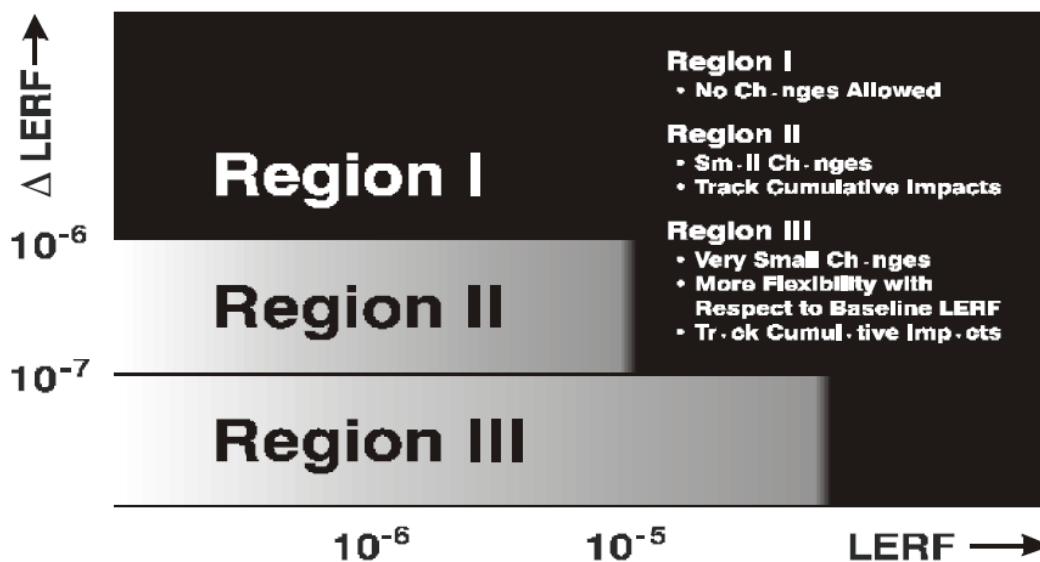 Δ LERF→
Region I
• No Ch-nges Allowed
Region II
• Sm-ll Ch-nges
• Track Cumulative Impacts
Region III
• Very Small Ch-nges
• More Flexibility with
Respect to Baseline LERF
• Tr-ck Cumul-tive Imp-cts
Region I
10⁻⁶
Region II
10⁻⁷
Region III
10⁻⁶
10⁻⁵
LERF →